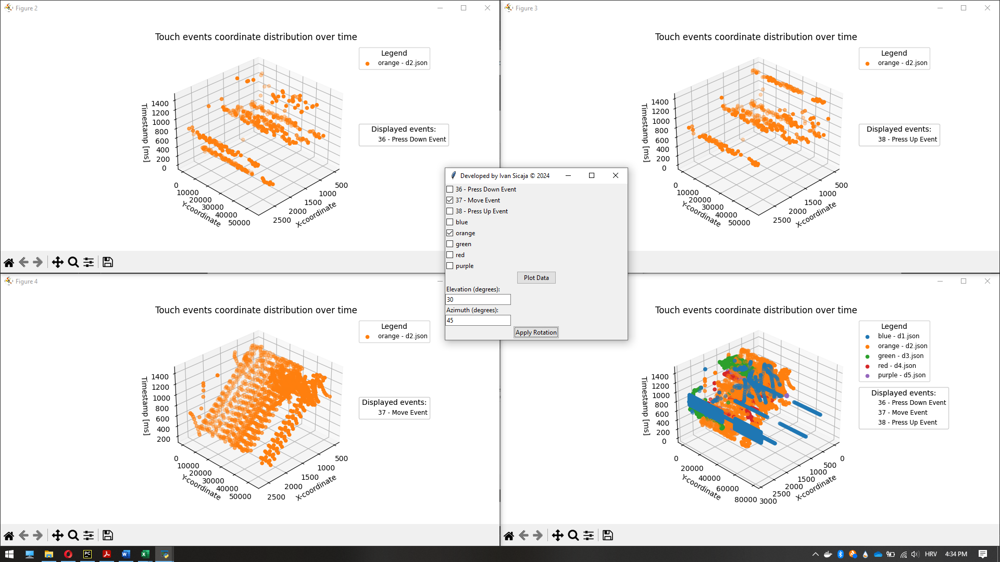 Figure 2
Touch events coordinate distribution over time
Legend
orange - d2.json
Displayed events:
36 - Press Down Event
Timestamp [ms]
1400
1200
1000
800
600
400
200
0
0
10000
20000
30000
40000
50000
Y-coordinate
500
1000
1500
2000
2500
X-coordinate
Figure 3
Touch events coordinate distribution over time
Legend
orange - d2.json
Displayed events:
38 - Press Up Event
Timestamp [ms]
1400
1200
1000
800
600
400
200
0
0
10000
20000
30000
40000
50000
Y-coordinate
500
1000
1500
2000
2500
X-coordinate
Developed by Ivan Sicaja © 2024
36 - Press Down Event
37 - Move Event
38 - Press Up Event
blue
orange
green
red
purple
Plot Data
Elevation (degrees):
30
Azimuth (degrees):
45
Apply Rotation
Figure 4
Touch events coordinate distribution over time
Legend
orange - d2.json
Displayed events:
37 - Move Event
Timestamp [ms]
1400
1200
1000
800
600
400
200
0
10000
20000
30000
40000
50000
Y-coordinate
500
1000
1500
2000
2500
X-coordinate
Touch events coordinate distribution over time
Legend
blue - d1.json
orange - d2.json
green - d3.json
red - d4.json
purple - d5.json
Displayed events:
36 - Press Down Event
37 - Move Event
38 - Press Up Event
Timestamp [ms]
1400
1200
1000
800
600
400
200
0
0
20000
40000
60000
80000
Y-coordinate
0
500
1000
1500
2000
2500
3000
X-coordinate
PC
W
X
HRV
4:34 PM